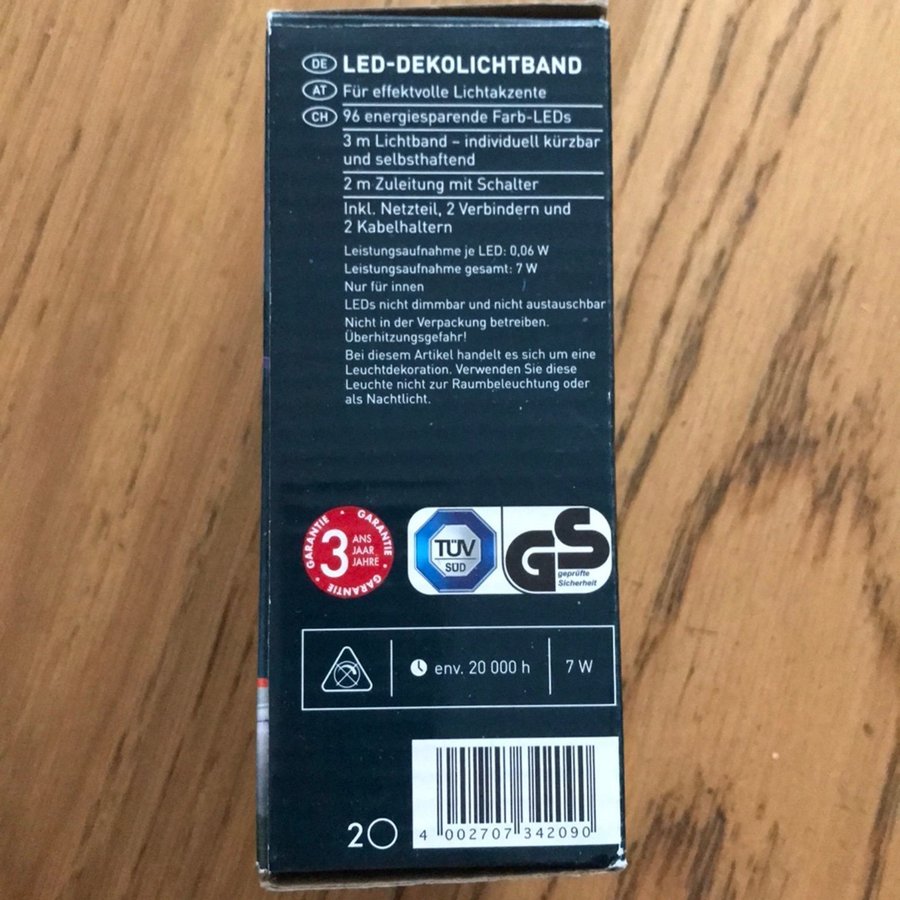 DE LED-DEKOLICHTBAND
AT Für effektvolle Lichtakzente
CH 96 energiesparende Farb-LEDs
3 m Lichtband – individuell kürzbar
und selbsthaftend
2 m Zuleitung mit Schalter
Inkl. Netzteil, 2 Verbindern und
2 Kabelhaltern
Leistungsaufnahme je LED: 0,06 W
Leistungsaufnahme gesamt: 7 W
Nur für innen
LEDs nicht dimmbar und nicht austauschbar
Nicht in der Verpackung betreiben.
Überhitzungsgefahr!
Bei diesem Artikel handelt es sich um eine
Leuchtdekoration. Verwenden Sie diese
Leuchte nicht zur Raumbeleuchtung oder
als Nachtlicht.
GARANTIE • GARANTIE • GARANTIE •
3 ANS
JAAR
JAHRE
TÜV
SÜD
GS
geprüfte
Sicherheit
env. 20 000 h
7 W
2
4 002707 342090